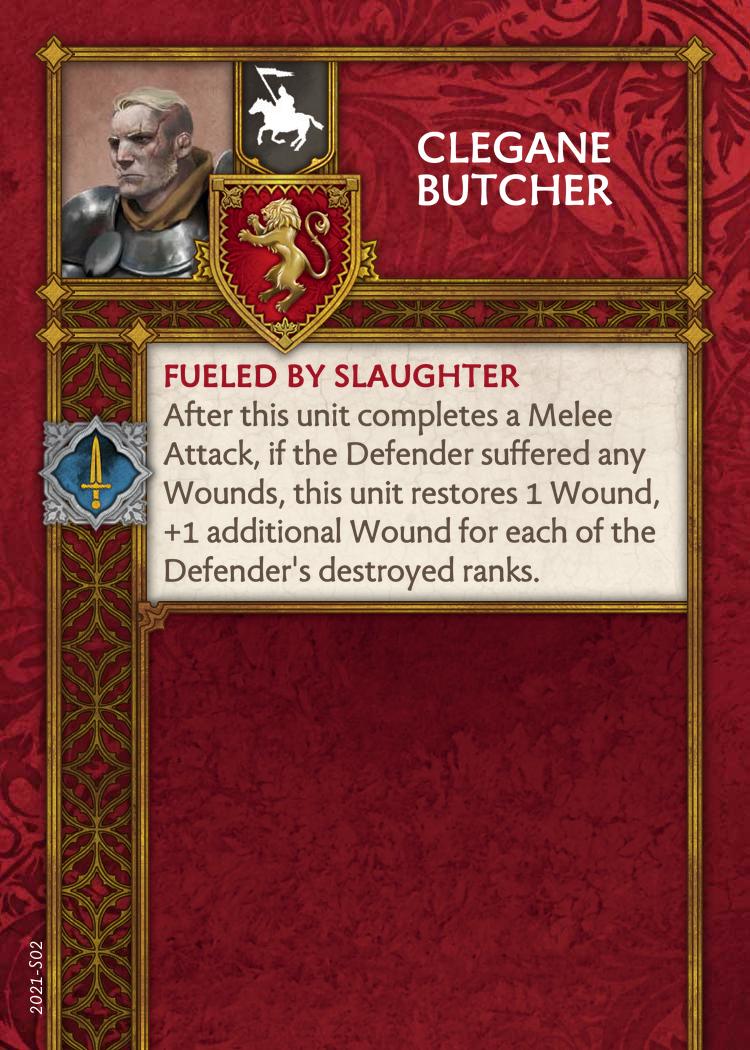 CLEGANE
BUTCHER
FUELED BY SLAUGHTER
After this unit completes a Melee
Attack, if the Defender suffered any
Wounds, this unit restores 1 Wound,
+1 additional Wound for each of the
Defender's destroyed ranks.
2021-S02